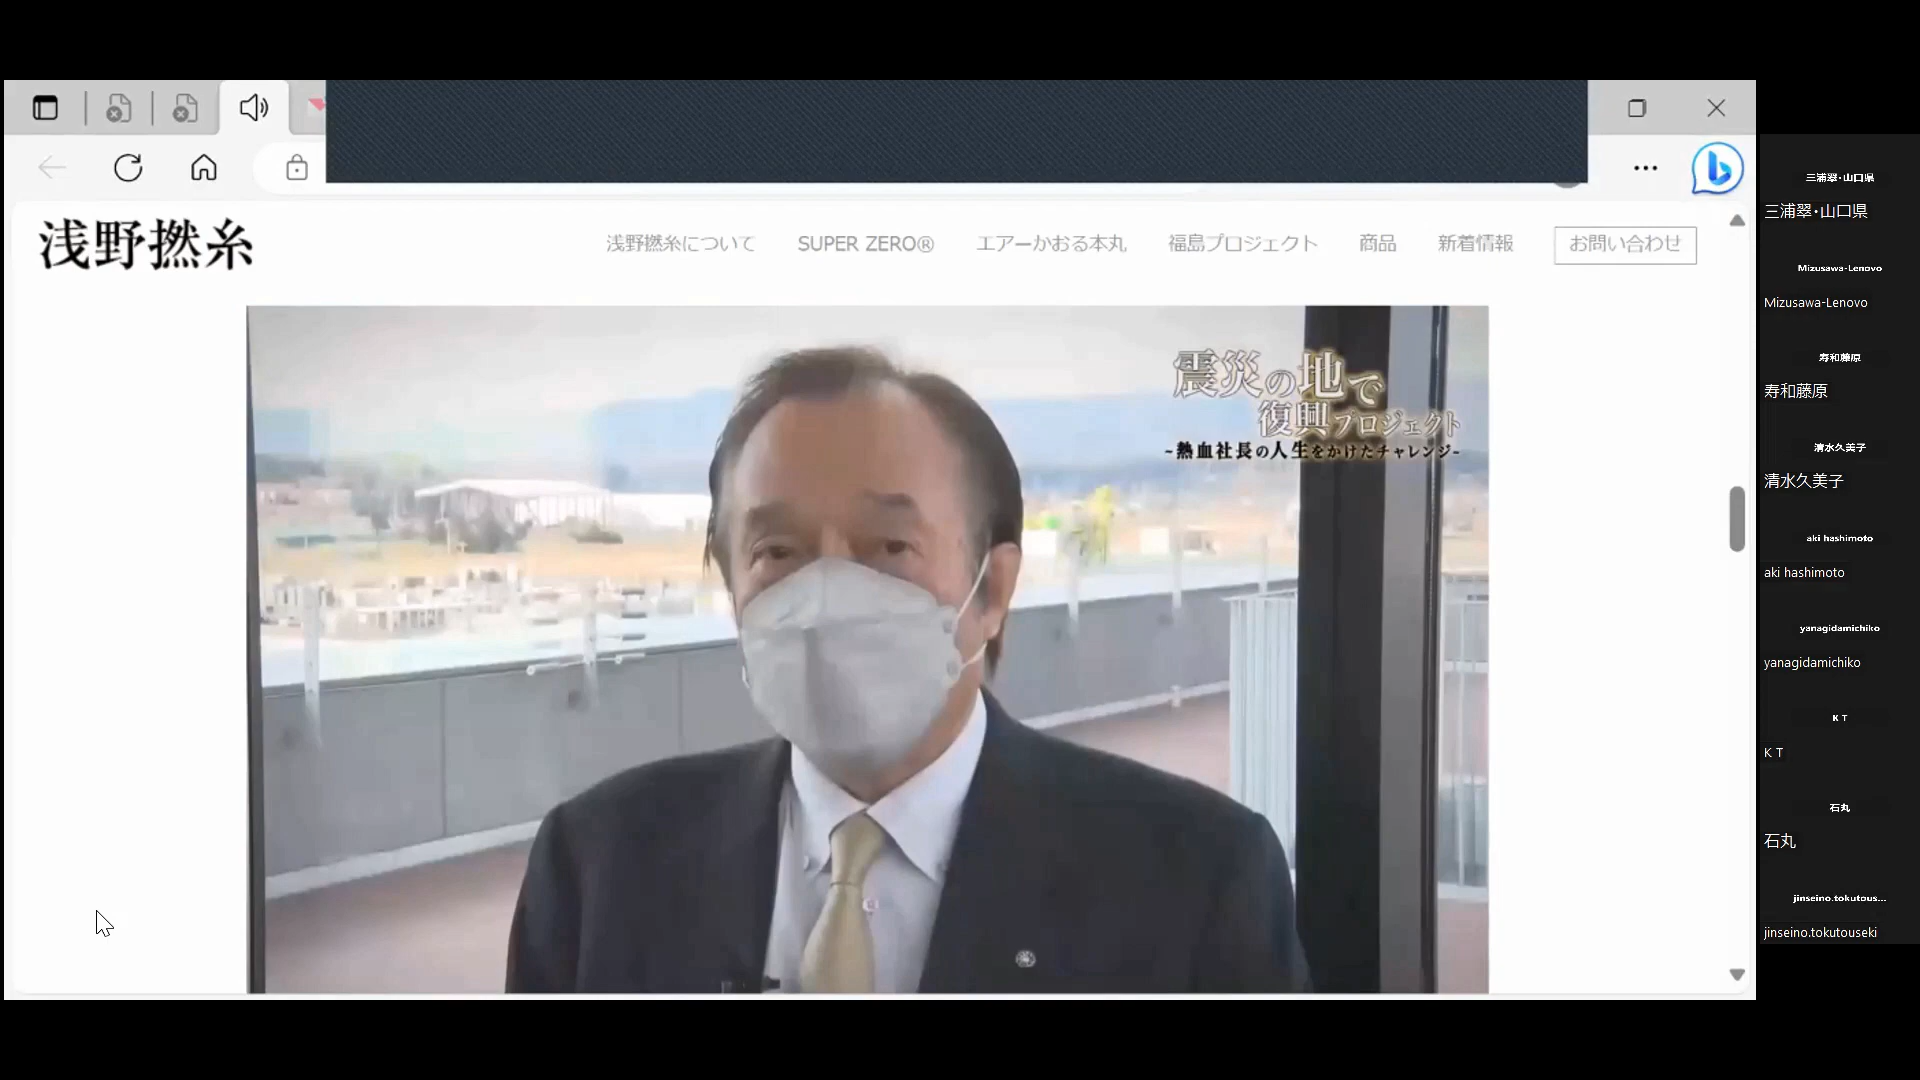 浅野撚糸
浅野撚糸について
SUPER ZERO®
エアーかおる本丸
福島プロジェクト
商品
新着情報
お問い合わせ
震災の地で
復興プロジェクト
~熱血社長の人生をかけたチャレンジ~
三浦翠・山口県
三浦翠・山口県
Mizusawa-Lenovo
Mizusawa-Lenovo
寿和藤原
寿和藤原
清水久美子
清水久美子
aki hashimoto
aki hashimoto
yanagidamichiko
yanagidamichiko
K T
K T
石丸
石丸
jinseino.tokutous...
jinseino.tokutouseki